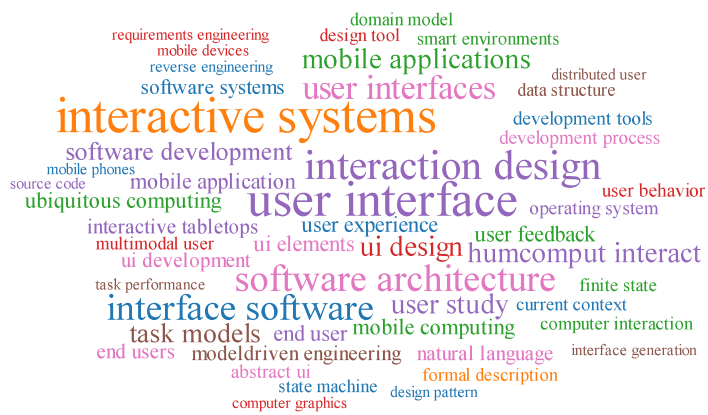 domain model
requirements engineering
design tool
smart environments
mobile devices
mobile applications
reverse engineering
distributed user
software systems
user interfaces
data structure
interactive systems
development tools
development process
software development
interaction design
mobile phones
source code
mobile application
user behavior
ubiquitous computing
user interface
operating system
interactive tabletops
user experience
user feedback
multimodal user
ui elements
ui design
humcomput interact
ui development
software architecture
task performance
finite state
interface software
user study
current context
task models
end user
mobile computing
computer interaction
end users
modeldriven engineering
natural language
interface generation
abstract ui
formal description
state machine
design pattern
computer graphics